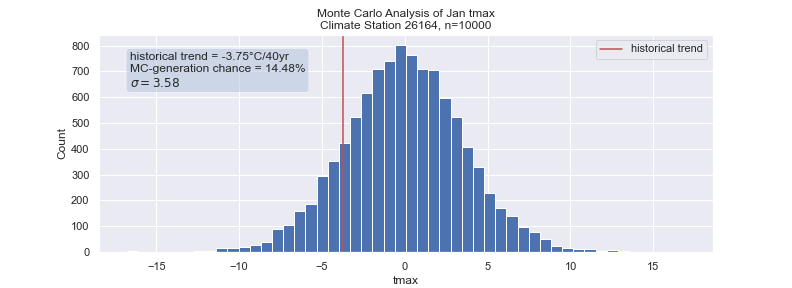 Monte Carlo Analysis of Jan tmax
Climate Station 26164, n=10000
historical trend = -3.75°C/40yr
MC-generation chance = 14.48%
σ = 3.58
historical trend
800
700
600
500
400
300
200
100
0
Count
−15
−10
−5
0
5
10
15
tmax